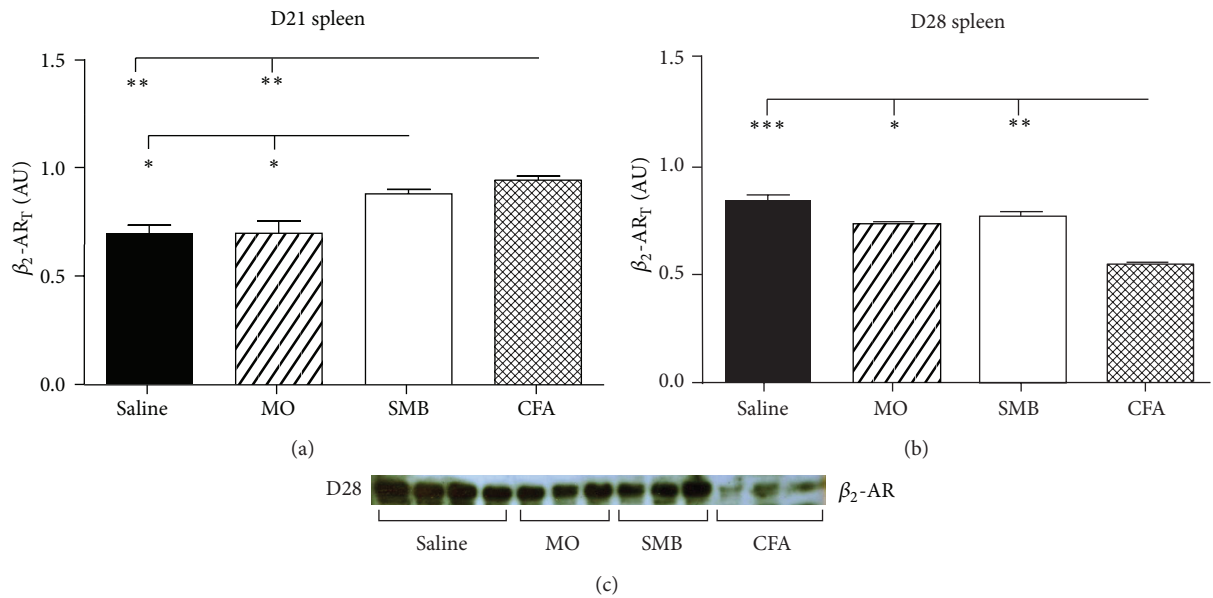 D21 spleen
β2-ART (AU)
1.5
1.0
0.5
0.0
** **
* *
Saline MO SMB CFA
(a)
D28 spleen
β2-ART (AU)
1.5
1.0
0.5
0.0
*** * **
Saline MO SMB CFA
(b)
D28 β2-AR
Saline MO SMB CFA
(c)